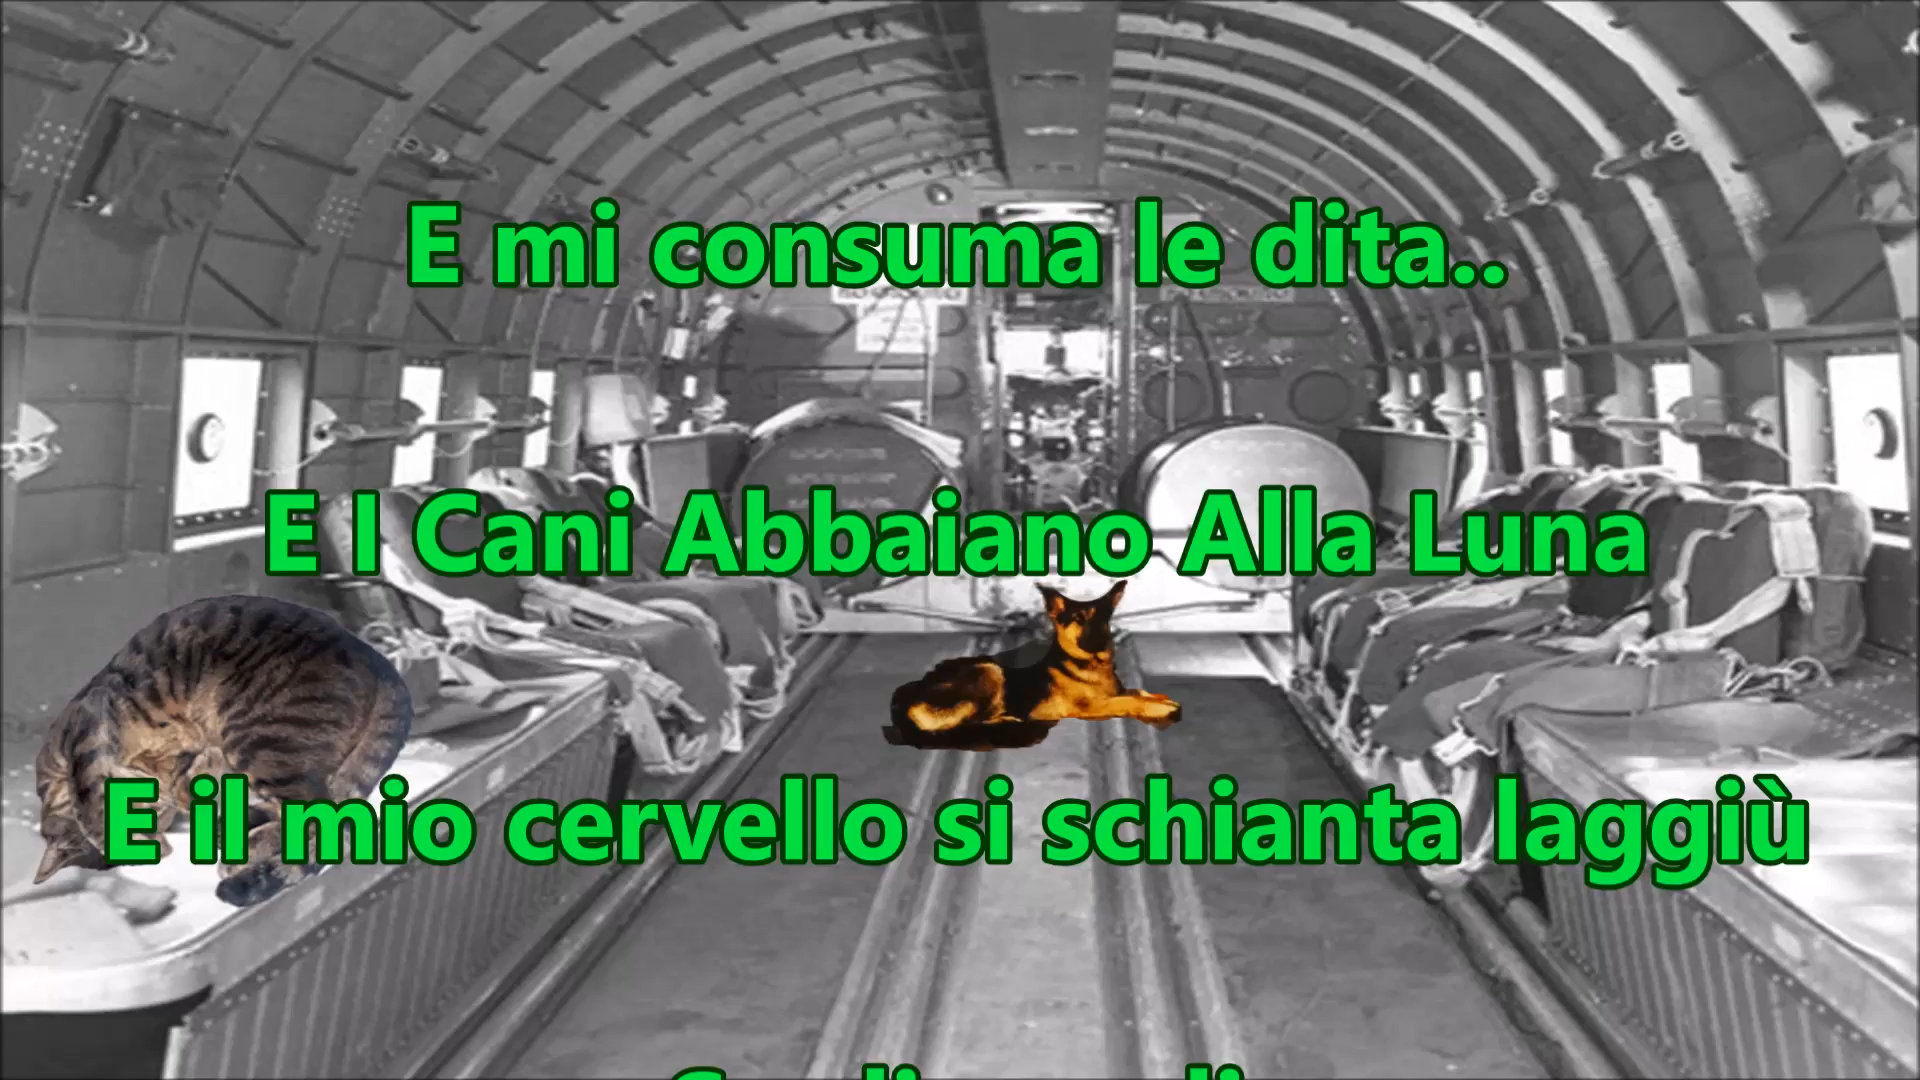 E mi consuma le dita..
E I Cani Abbaiano Alla Luna
E il mio cervello si schianta laggiù